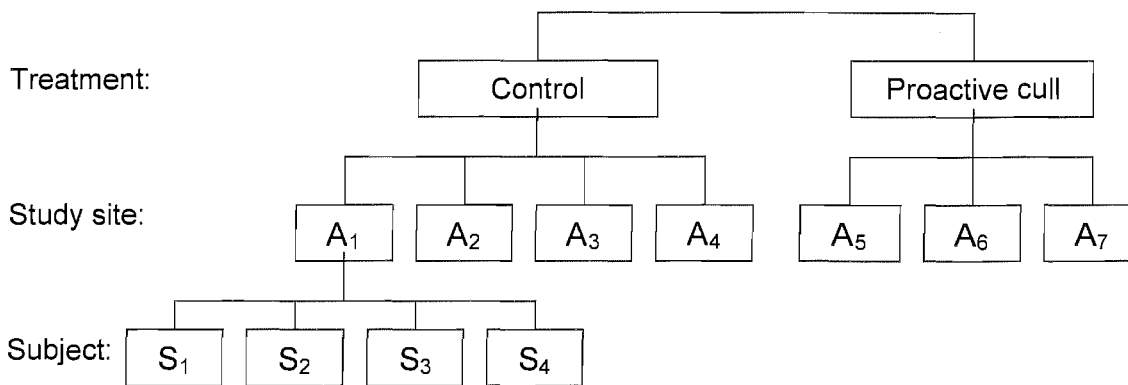 Treatment: Control Proactive cull
Study site: A₁ A₂ A₃ A₄ A₅ A₆ A₇
Subject: S₁ S₂ S₃ S₄